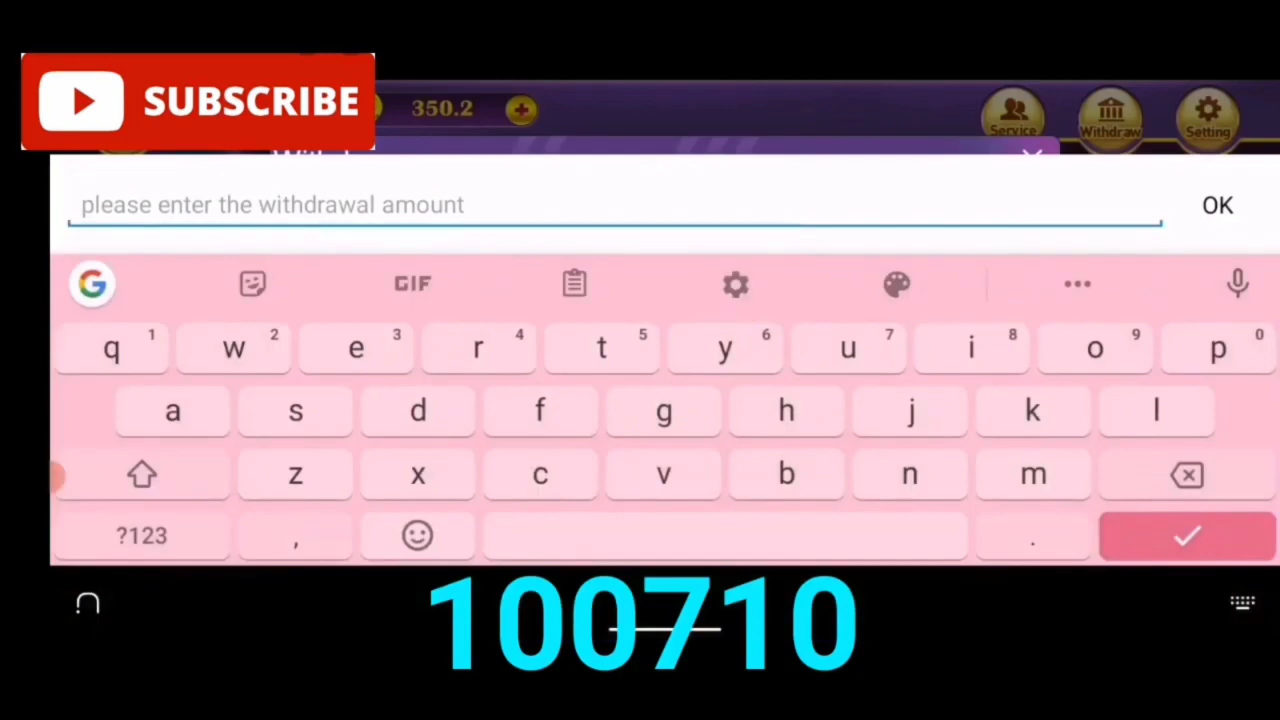 SUBSCRIBE
350.2
Service
Withdraw
Setting
please enter the withdrawal amount
OK
GIF
q 1 w 2 e 3 r 4 t 5 y 6 u 7 i 8 o 9 p 0
a s d f g h j k l
z x c v b n m
?123 , .
100710